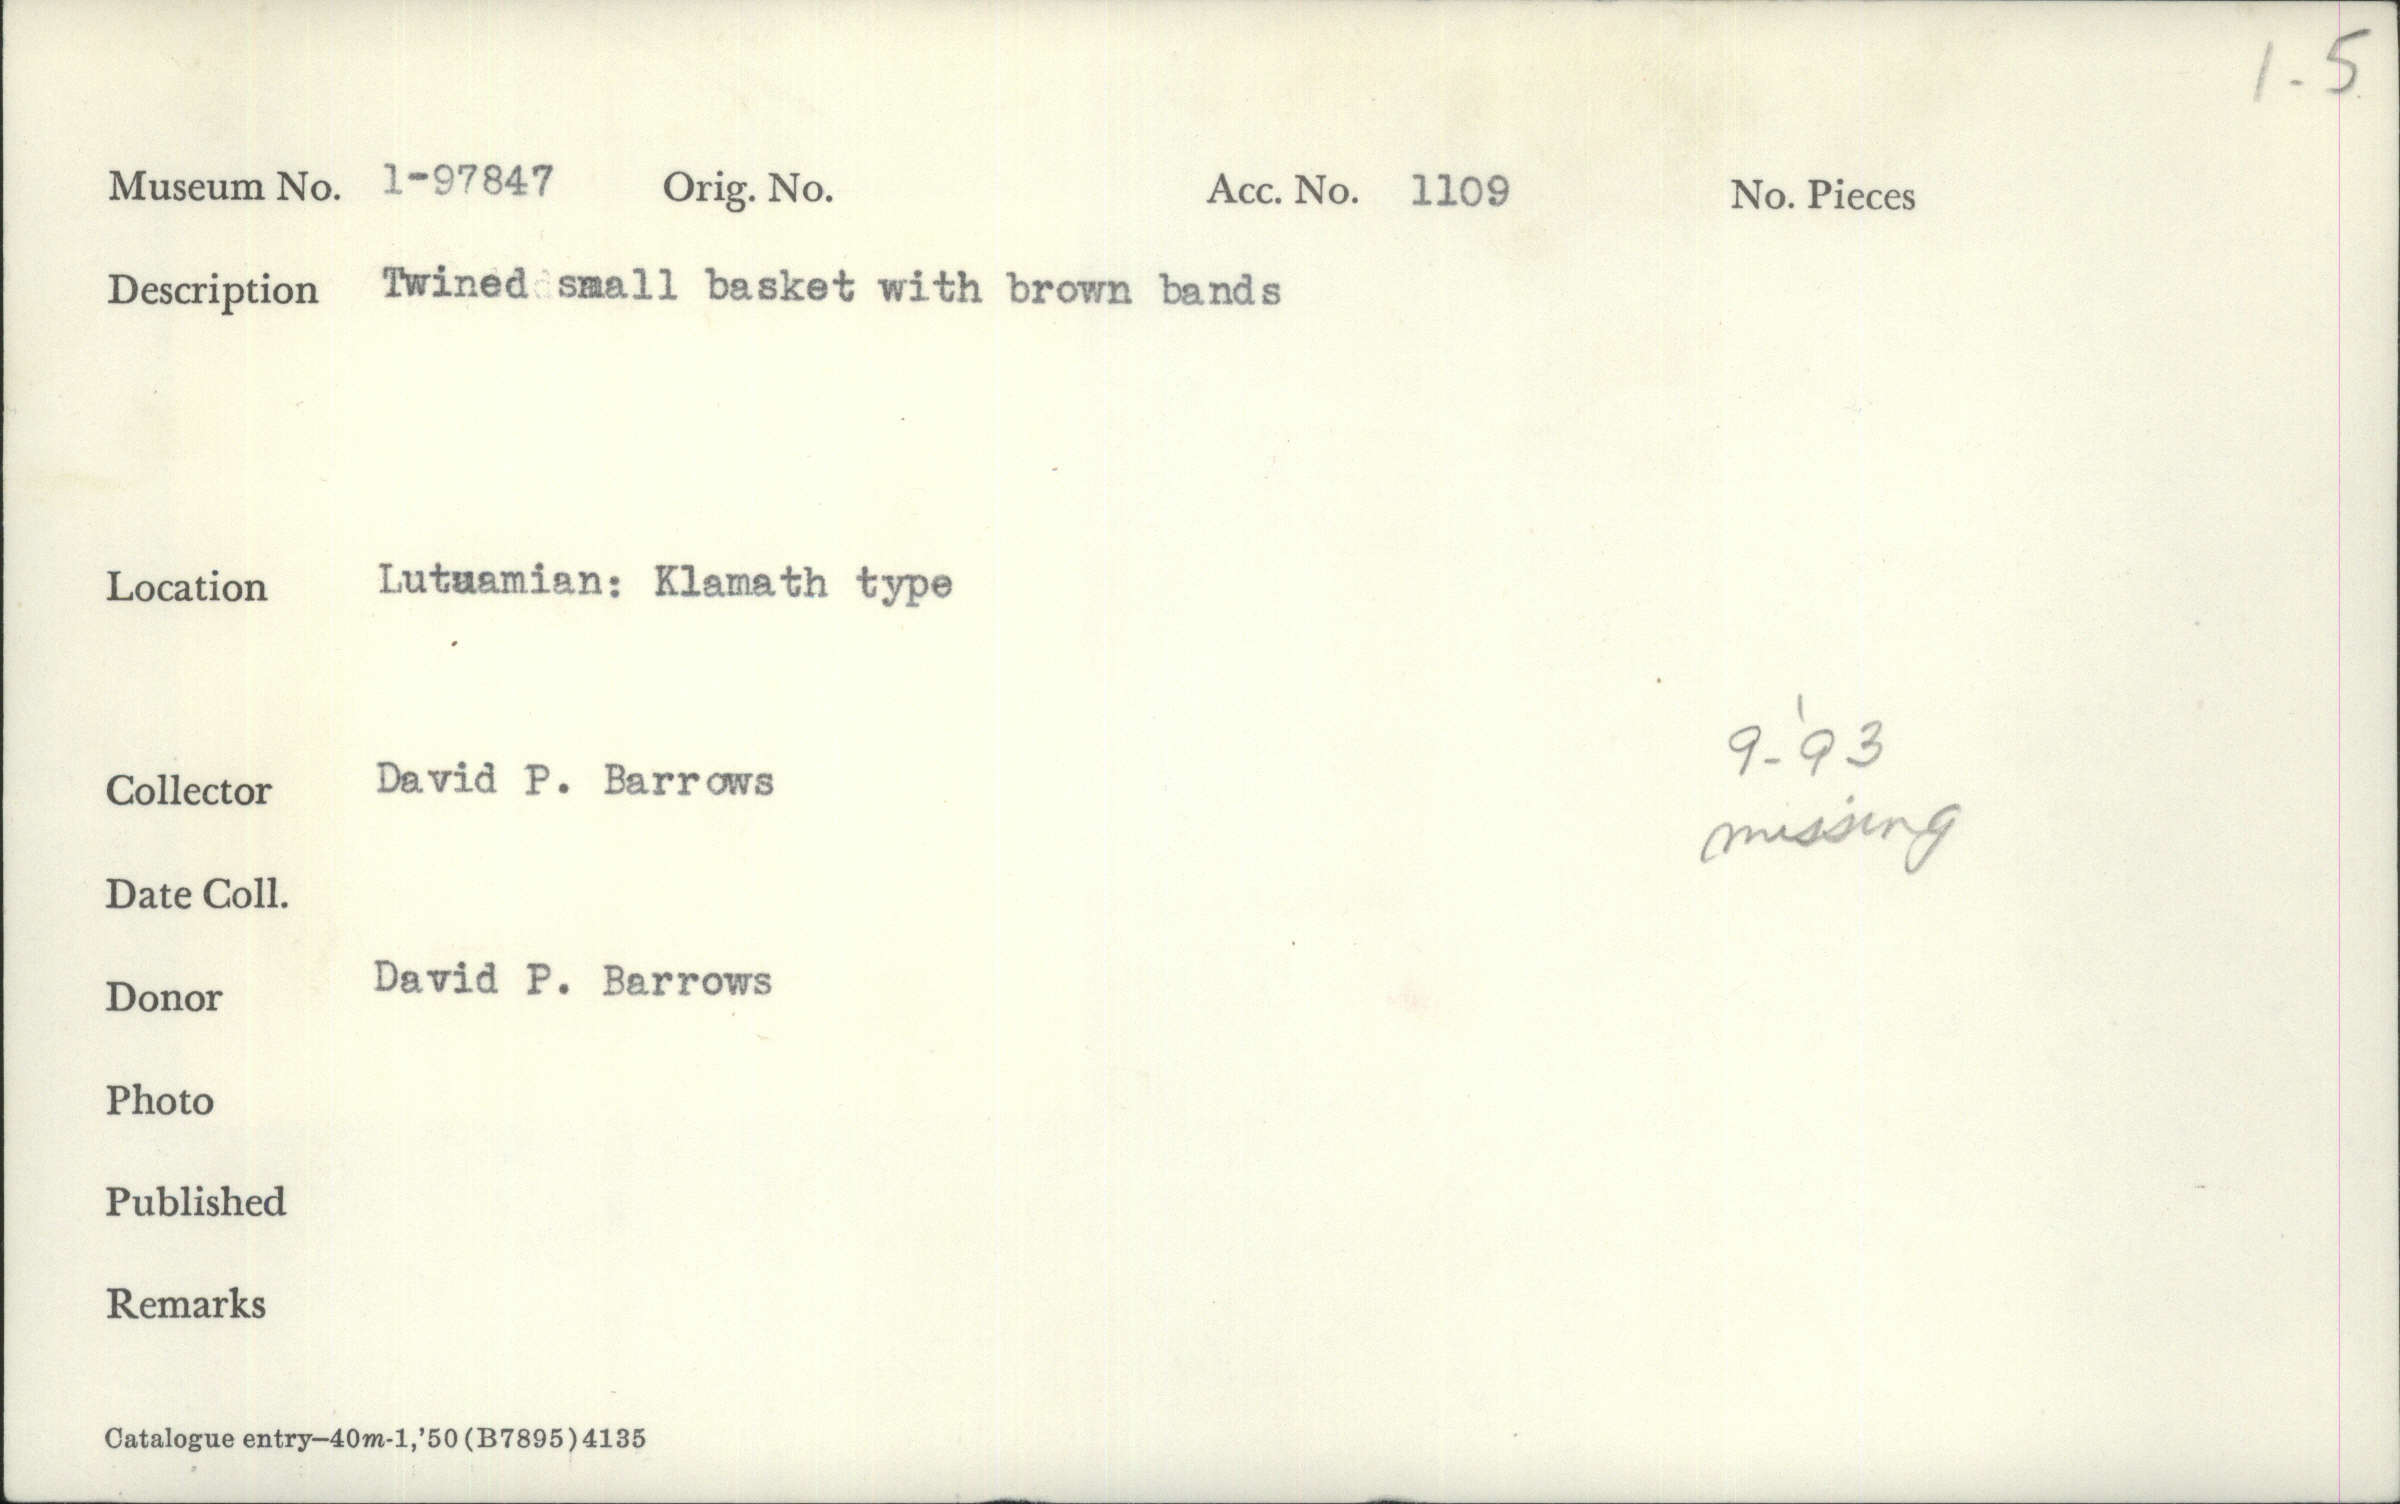 1-5
Museum No. 1-97847 Orig. No. Acc. No. 1109 No. Pieces
Description Twined small basket with brown bands
Location Lutuamian: Klamath type
9-'93
Collector David P. Barrows
missing
Date Coll.
Donor David P. Barrows
Photo
Published
Remarks
Catalogue entry—40m-1,'50(B7895)4135